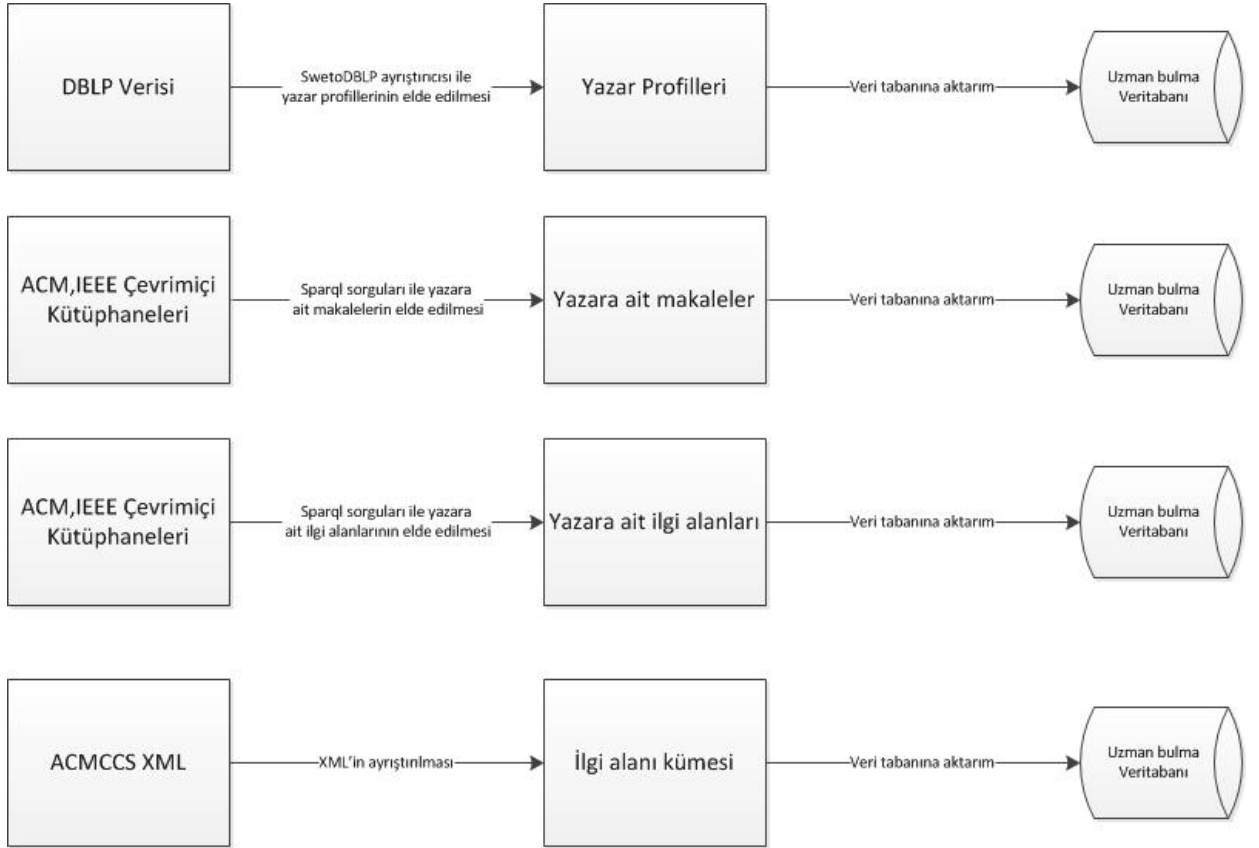 DBLP Verisi
SwetoDBLP ayrıştırıcısı ile
yazar profillerinin elde edilmesi
Yazar Profilleri
Veri tabanına aktarım
Uzman bulma
Veritabanı
ACM,IEEE Çevrimiçi
Kütüphaneleri
Sparql sorguları ile yazara
ait makalelerin elde edilmesi
Yazara ait makaleler
Veri tabanına aktarım
Uzman bulma
Veritabanı
ACM,IEEE Çevrimiçi
Kütüphaneleri
Sparql sorguları ile yazara
ait ilgi alanlarının elde edilmesi
Yazara ait ilgi alanları
Veri tabanına aktarım
Uzman bulma
Veritabanı
ACMCCS XML
XML'in ayrıştırılması
İlgi alanı kümesi
Veri tabanına aktarım
Uzman bulma
Veritabanı